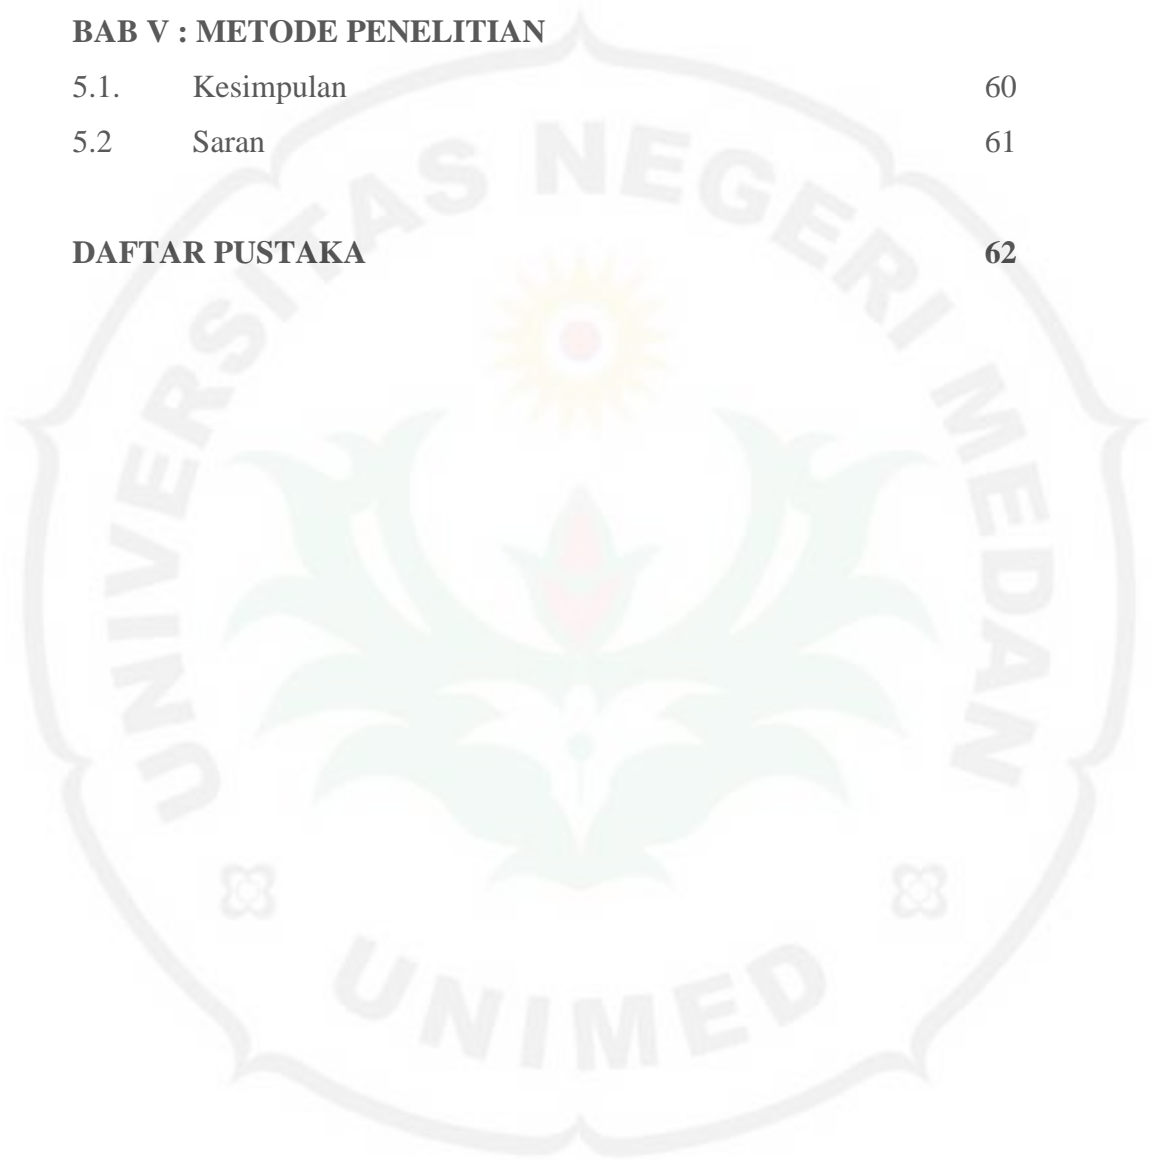 BAB V : METODE PENELITIAN
5.1. Kesimpulan 60
5.2 Saran 61
DAFTAR PUSTAKA 62
UNIVERSITAS NEGERI MEDAN
UNIMED